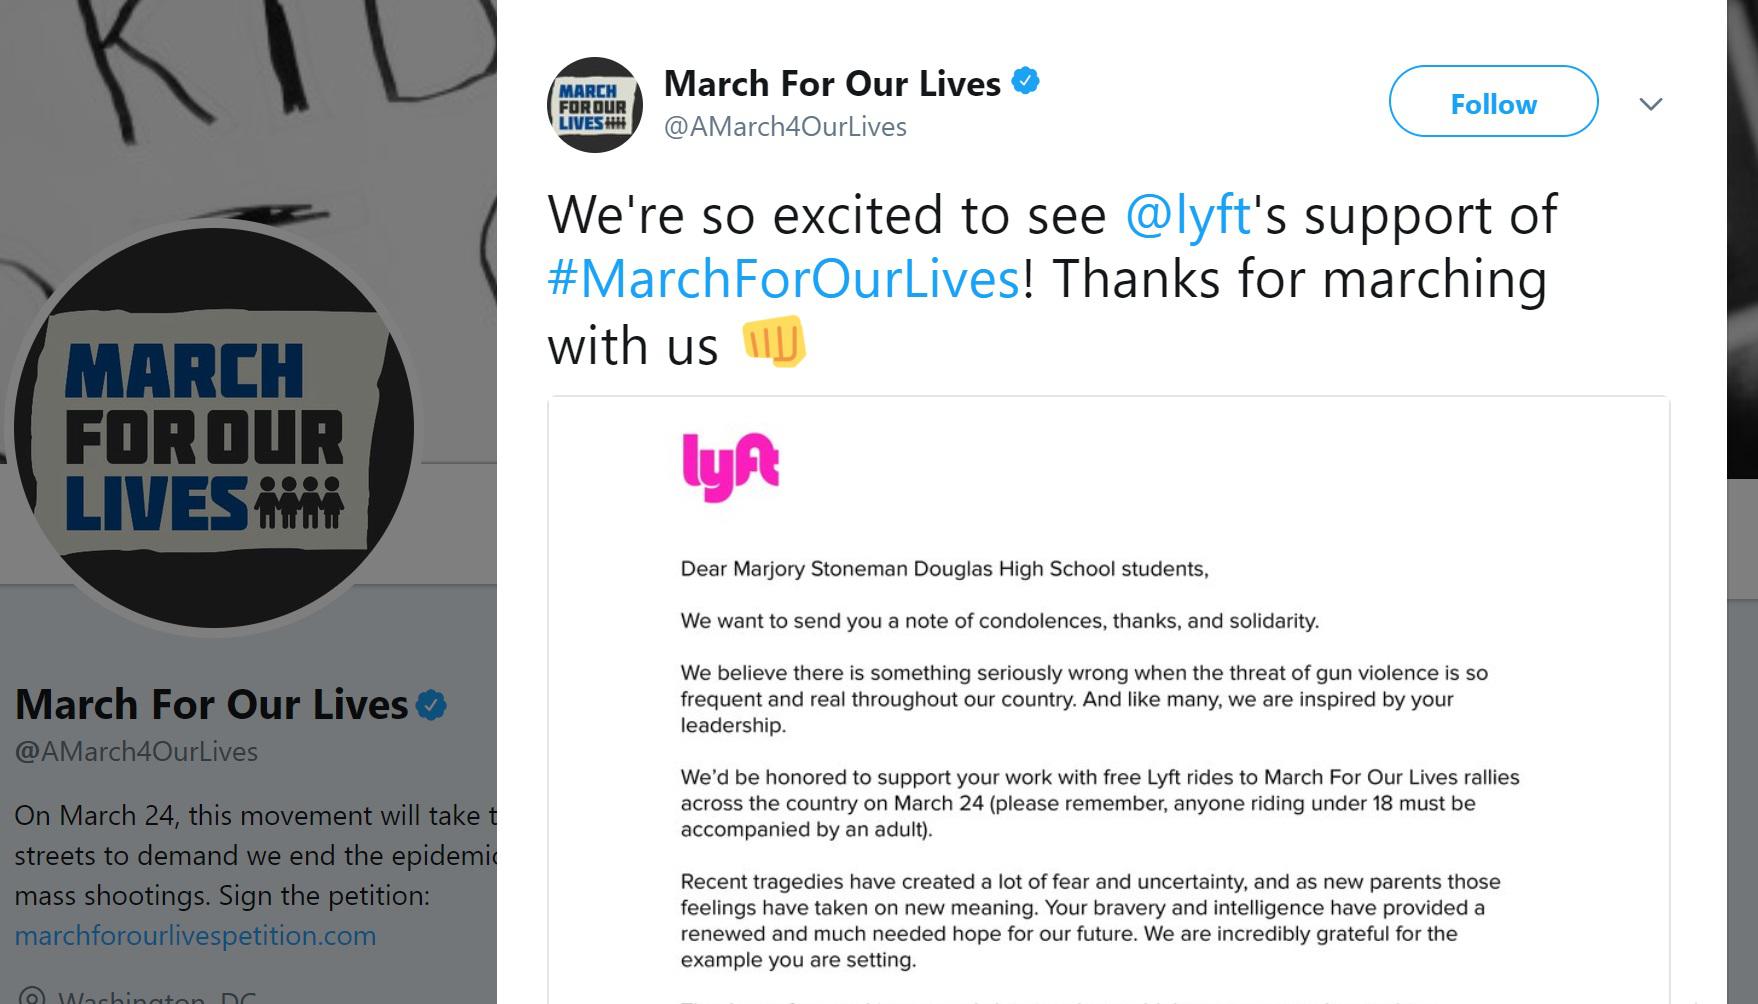 KID
MARCH
FOR OUR
LIVES
March For Our Lives
@AMarch4OurLives
On March 24, this movement will take
streets to demand we end the
mass shootings. Sign the petition:
marchforourlivespetition.com
Washington, DC
MARCH
FOR OUR
LIVES
March For Our Lives
@AMarch4OurLives
Follow
We're so excited to see @lyft's support of
#MarchForOurLives! Thanks for marching
with us
lyft
Dear Marjory Stoneman Douglas High School students,
We want to send you a note of condolences, thanks, and solidarity.
We believe there is something seriously wrong when the threat of gun violence is so
frequent and real throughout our country. And like many, we are inspired by your
leadership.
We'd be honored to support your work with free Lyft rides to March For Our Lives rallies
across the country on March 24 (please remember, anyone riding under 18 must be
accompanied by an adult).
Recent tragedies have created a lot of fear and uncertainty, and as new parents those
feelings have taken on new meaning. Your bravery and intelligence have provided a
renewed and much needed hope for our future. We are incredibly grateful for the
example you are setting.